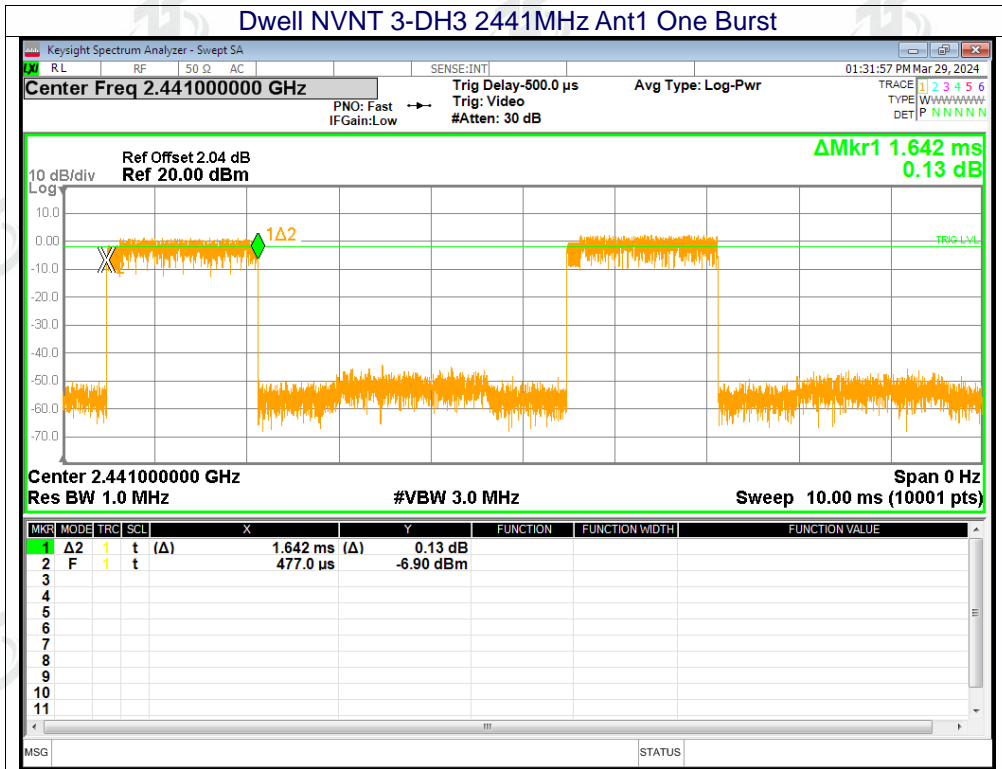 Dwell NVNT 3-DH3 2441MHz Ant1 One Burst
Keysight Spectrum Analyzer - Swept SA
LXI RL RF 50 Ω AC SENSE:INT 01:31:57 PM Mar 29, 2024
Center Freq 2.441000000 GHz
PNO: Fast
IFGain:Low
Trig Delay-500.0 µs
Trig: Video
#Atten: 30 dB
Avg Type: Log-Pwr
TRACE 1 2 3 4 5 6
TYPE WWWWWWW
DET P N N N N N
ΔMkr1 1.642 ms
0.13 dB
Ref Offset 2.04 dB
10 dB/div Ref 20.00 dBm
Log
10.0
0.00
-10.0
-20.0
-30.0
-40.0
-50.0
-60.0
-70.0
1Δ2
TRIG LVL
Center 2.441000000 GHz Span 0 Hz
Res BW 1.0 MHz #VBW 3.0 MHz Sweep 10.00 ms (10001 pts)
MKR MODE TRC SCL X Y FUNCTION FUNCTION WIDTH FUNCTION VALUE
1 Δ2 1 t (Δ) 1.642 ms (Δ) 0.13 dB
2 F 1 t 477.0 µs -6.90 dBm
3
4
5
6
7
8
9
10
11
MSG STATUS